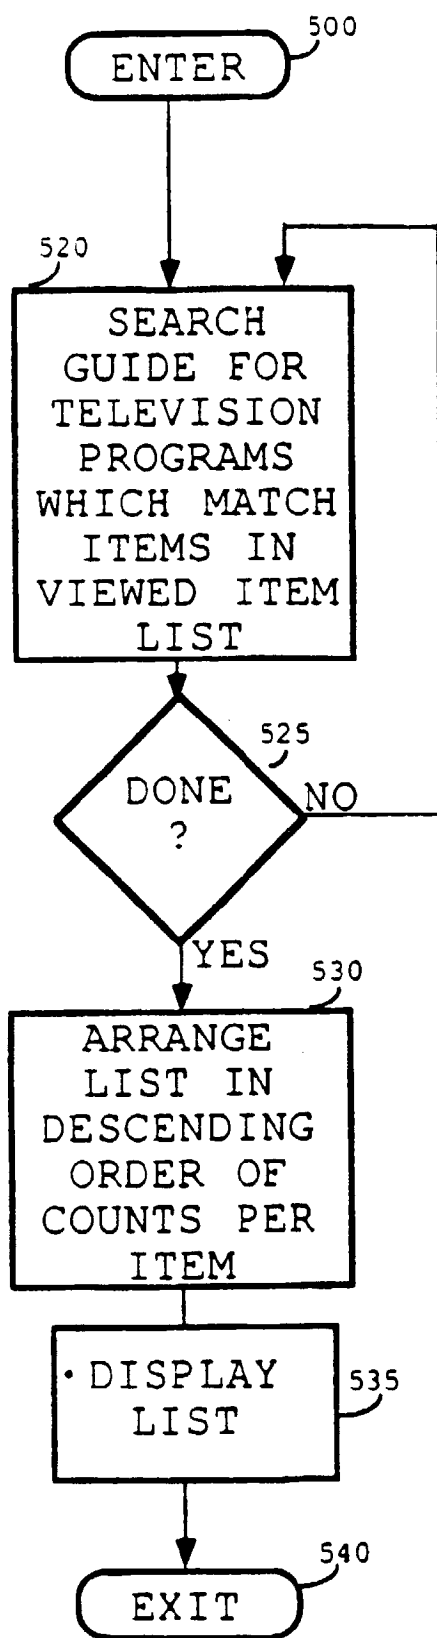 500
ENTER
520
SEARCH
GUIDE FOR
TELEVISION
PROGRAMS
WHICH MATCH
ITEMS IN
VIEWED ITEM
LIST
525
DONE
?
NO
YES
530
ARRANGE
LIST IN
DESCENDING
ORDER OF
COUNTS PER
ITEM
DISPLAY
LIST
535
540
EXIT